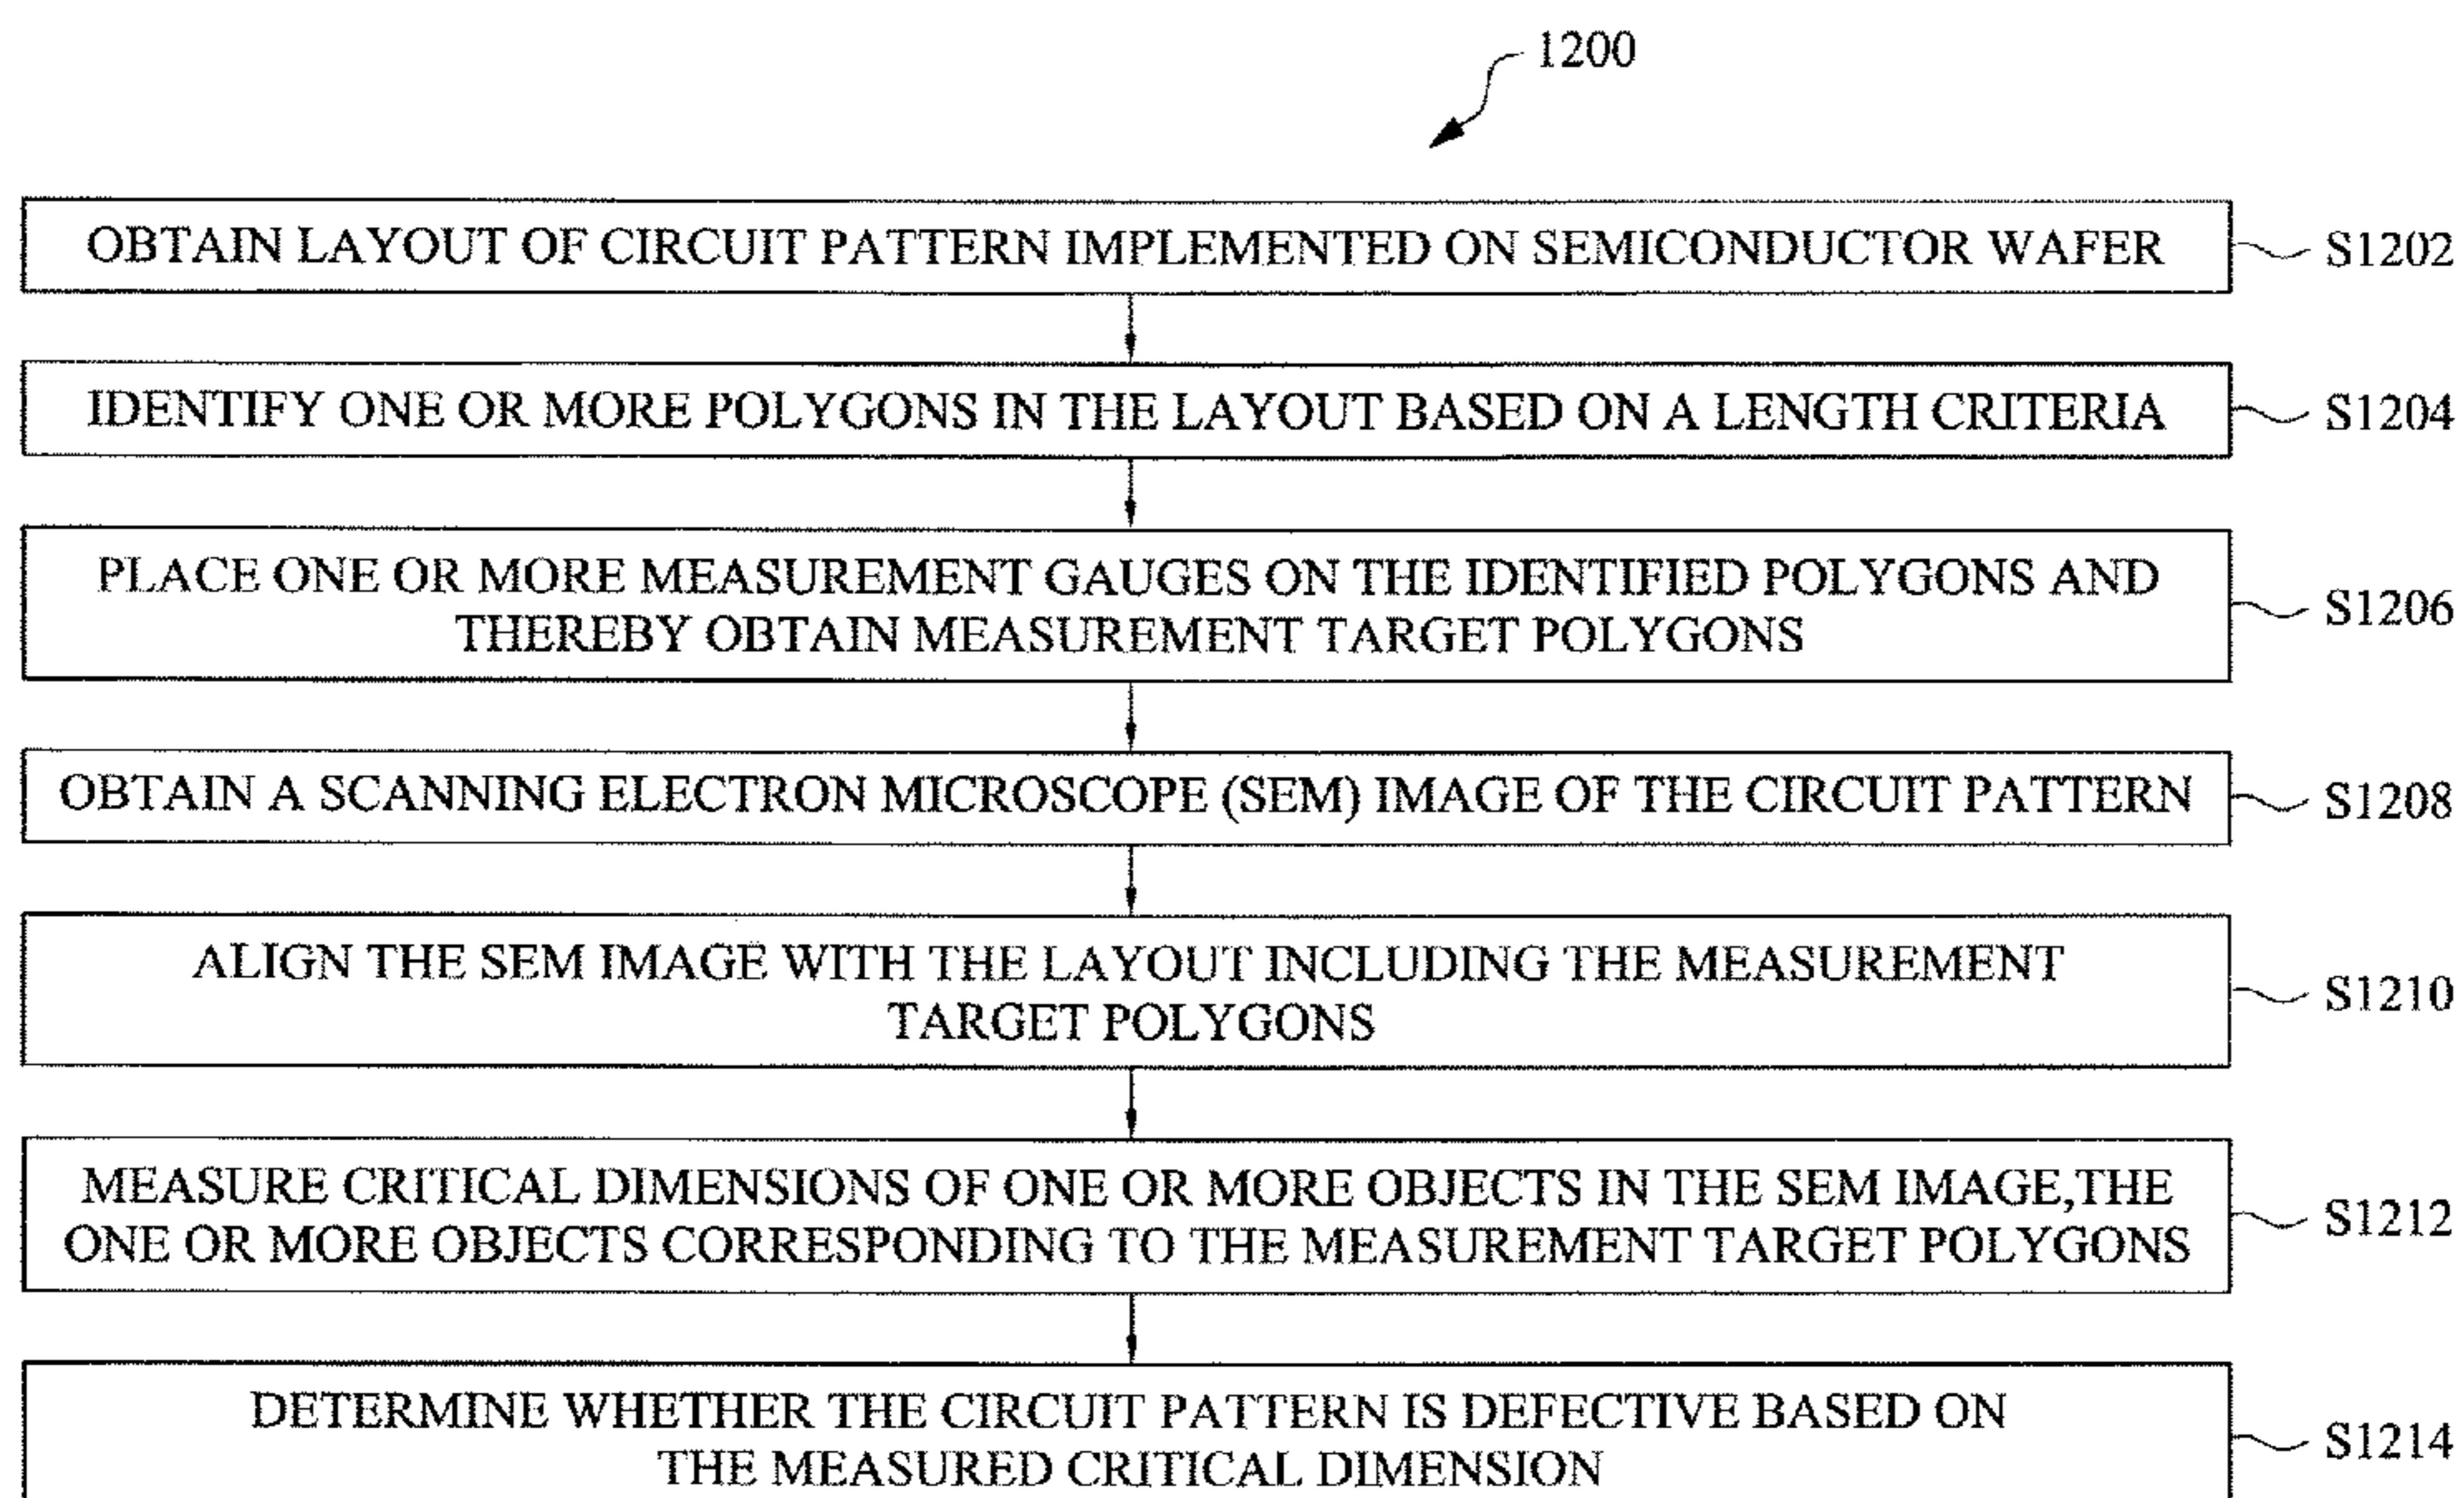 1200
OBTAIN LAYOUT OF CIRCUIT PATTERN IMPLEMENTED ON SEMICONDUCTOR WAFER
S1202
IDENTIFY ONE OR MORE POLYGONS IN THE LAYOUT BASED ON A LENGTH CRITERIA
S1204
PLACE ONE OR MORE MEASUREMENT GAUGES ON THE IDENTIFIED POLYGONS AND
THEREBY OBTAIN MEASUREMENT TARGET POLYGONS
S1206
OBTAIN A SCANNING ELECTRON MICROSCOPE (SEM) IMAGE OF THE CIRCUIT PATTERN
S1208
ALIGN THE SEM IMAGE WITH THE LAYOUT INCLUDING THE MEASUREMENT
TARGET POLYGONS
S1210
MEASURE CRITICAL DIMENSIONS OF ONE OR MORE OBJECTS IN THE SEM IMAGE,THE
ONE OR MORE OBJECTS CORRESPONDING TO THE MEASUREMENT TARGET POLYGONS
S1212
DETERMINE WHETHER THE CIRCUIT PATTERN IS DEFECTIVE BASED ON
THE MEASURED CRITICAL DIMENSION
S1214